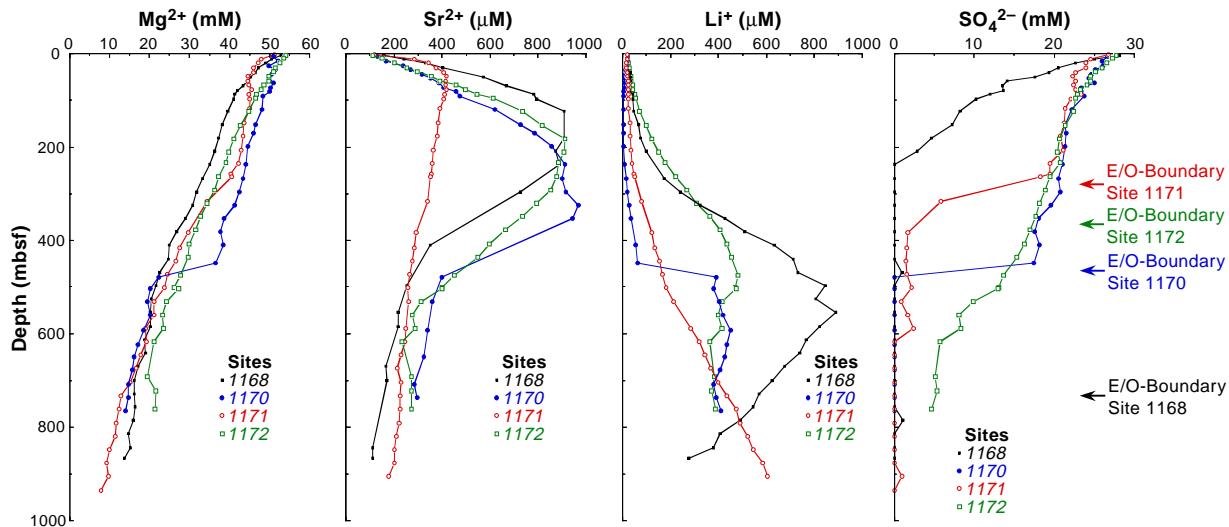 Mg²⁺ (mM)
0 20 40 60
Sr²⁺ (μM)
0 200 400 600 800 1000
Li⁺ (μM)
0 200 400 600 800 1000
SO₄²⁻ (mM)
0 10 20 30
Depth (mbsf)
0
200
400
600
800
1000
Sites
1168
1170
1171
1172
Sites
1168
1170
1171
1172
Sites
1168
1170
1171
1172
Sites
1168
1170
1171
1172
E/O-Boundary
Site 1171
E/O-Boundary
Site 1172
E/O-Boundary
Site 1170
E/O-Boundary
Site 1168